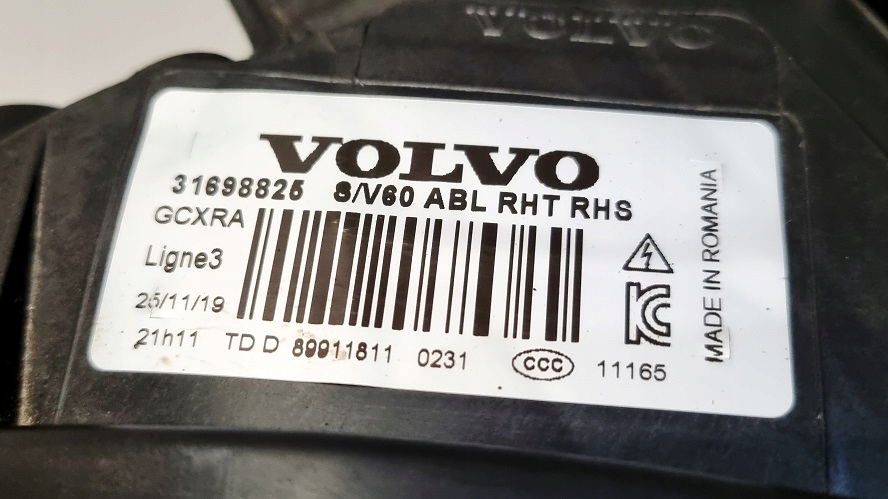 VOLVO
VOLVO
31698825 S/V60 ABL RHT RHS
GCXRA
Ligne3
25/11/19
21h11 TD D 89911811 0231 CCC 11165
MADE IN ROMANIA